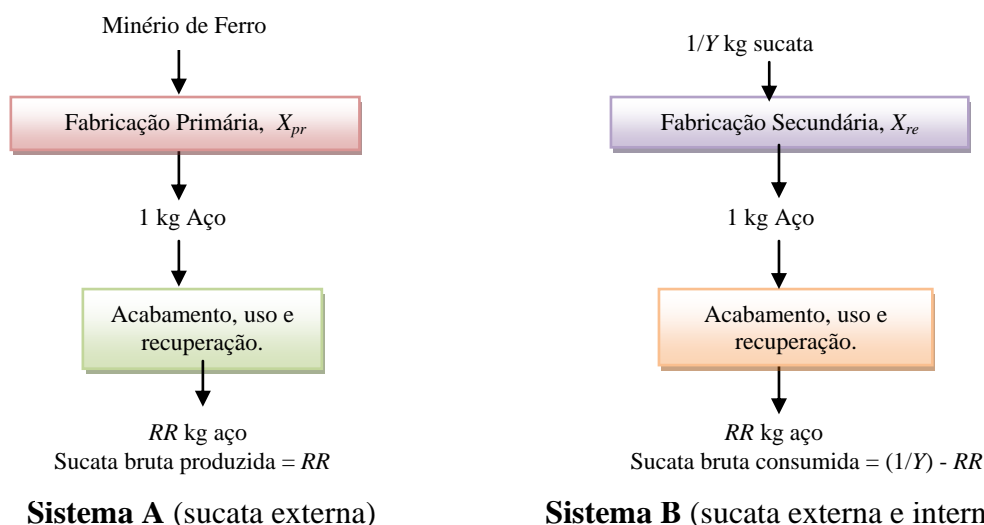 Minério de Ferro
Fabricação Primária, Xpr
1 kg Aço
Acabamento, uso e
recuperação.
RR kg aço
Sucata bruta produzida = RR
Sistema A (sucata externa)
1/Y kg sucata
Fabricação Secundária, Xre
1 kg Aço
Acabamento, uso e
recuperação.
RR kg aço
Sucata bruta consumida = (1/Y) - RR
Sistema B (sucata externa e intern